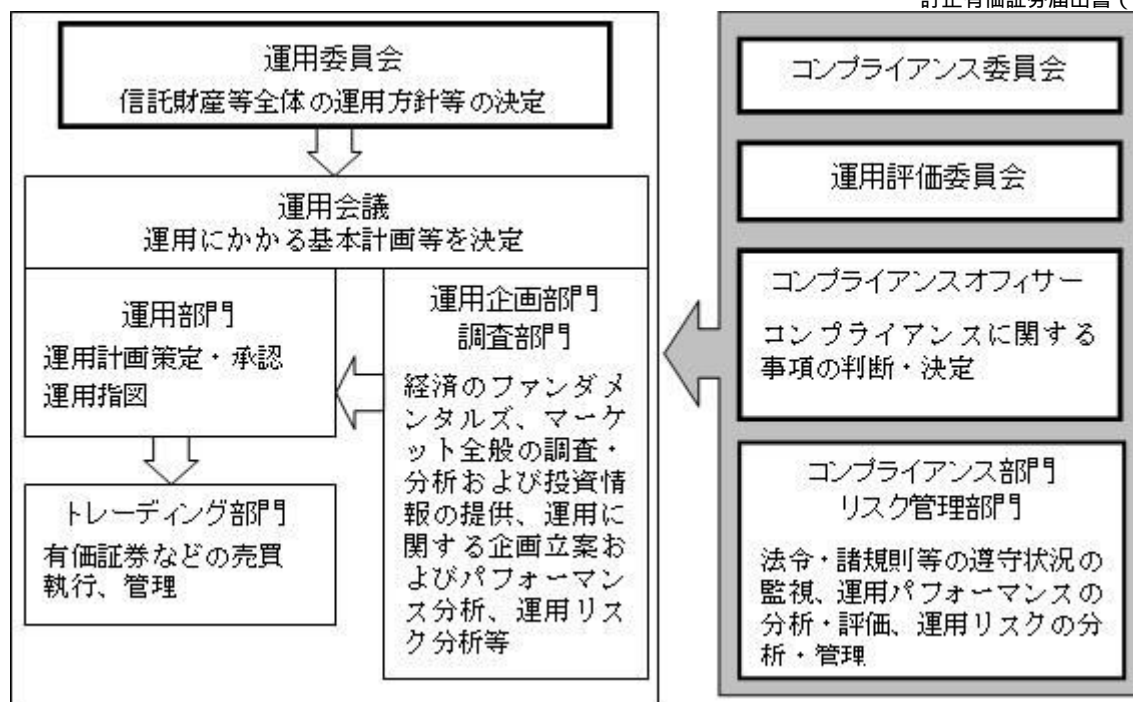 訂正有価証券届出書（
運用委員会
信託財産等全体の運用方針等の決定
運用会議
運用にかかる基本計画等を決定
運用部門
運用計画策定・承認
運用指図
トレーディング部門
有価証券などの売買
執行、管理
運用企画部門
調査部門
経済のファンダメ
ンタルズ、マーケ
ット全般の調査・
分析および投資情
報の提供、運用に
関する企画立案お
よびパフォーマン
ス分析、運用リス
ク分析等
コンプライアンス委員会
運用評価委員会
コンプライアンスオフィサー
コンプライアンスに関する
事項の判断・決定
コンプライアンス部門
リスク管理部門
法令・諸規則等の遵守状況の
監視、運用パフォーマンスの
分析・評価、運用リスクの分
析・管理